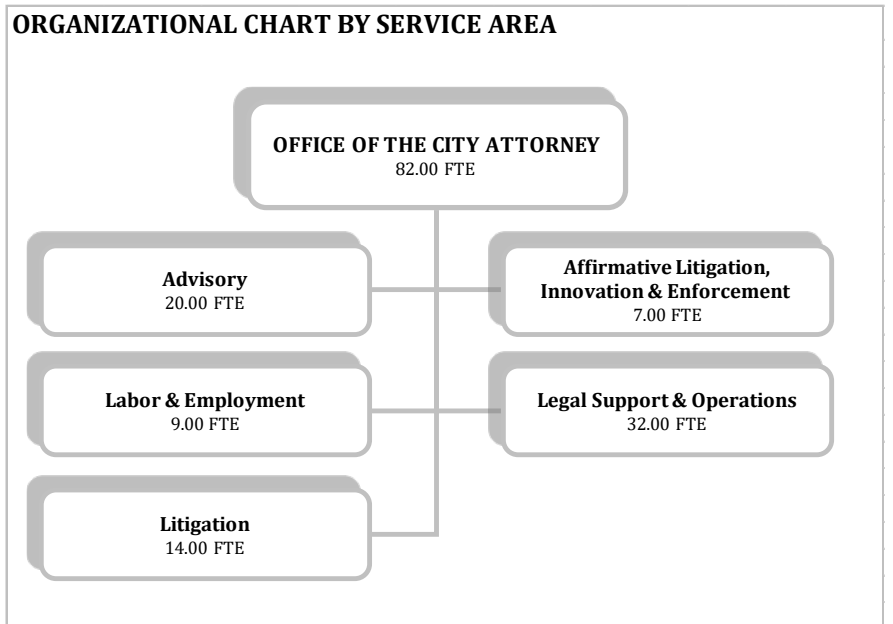 ORGANIZATIONAL CHART BY SERVICE AREA
OFFICE OF THE CITY ATTORNEY
82.00 FTE
Advisory
20.00 FTE
Affirmative Litigation,
Innovation & Enforcement
7.00 FTE
Labor & Employment
9.00 FTE
Legal Support & Operations
32.00 FTE
Litigation
14.00 FTE